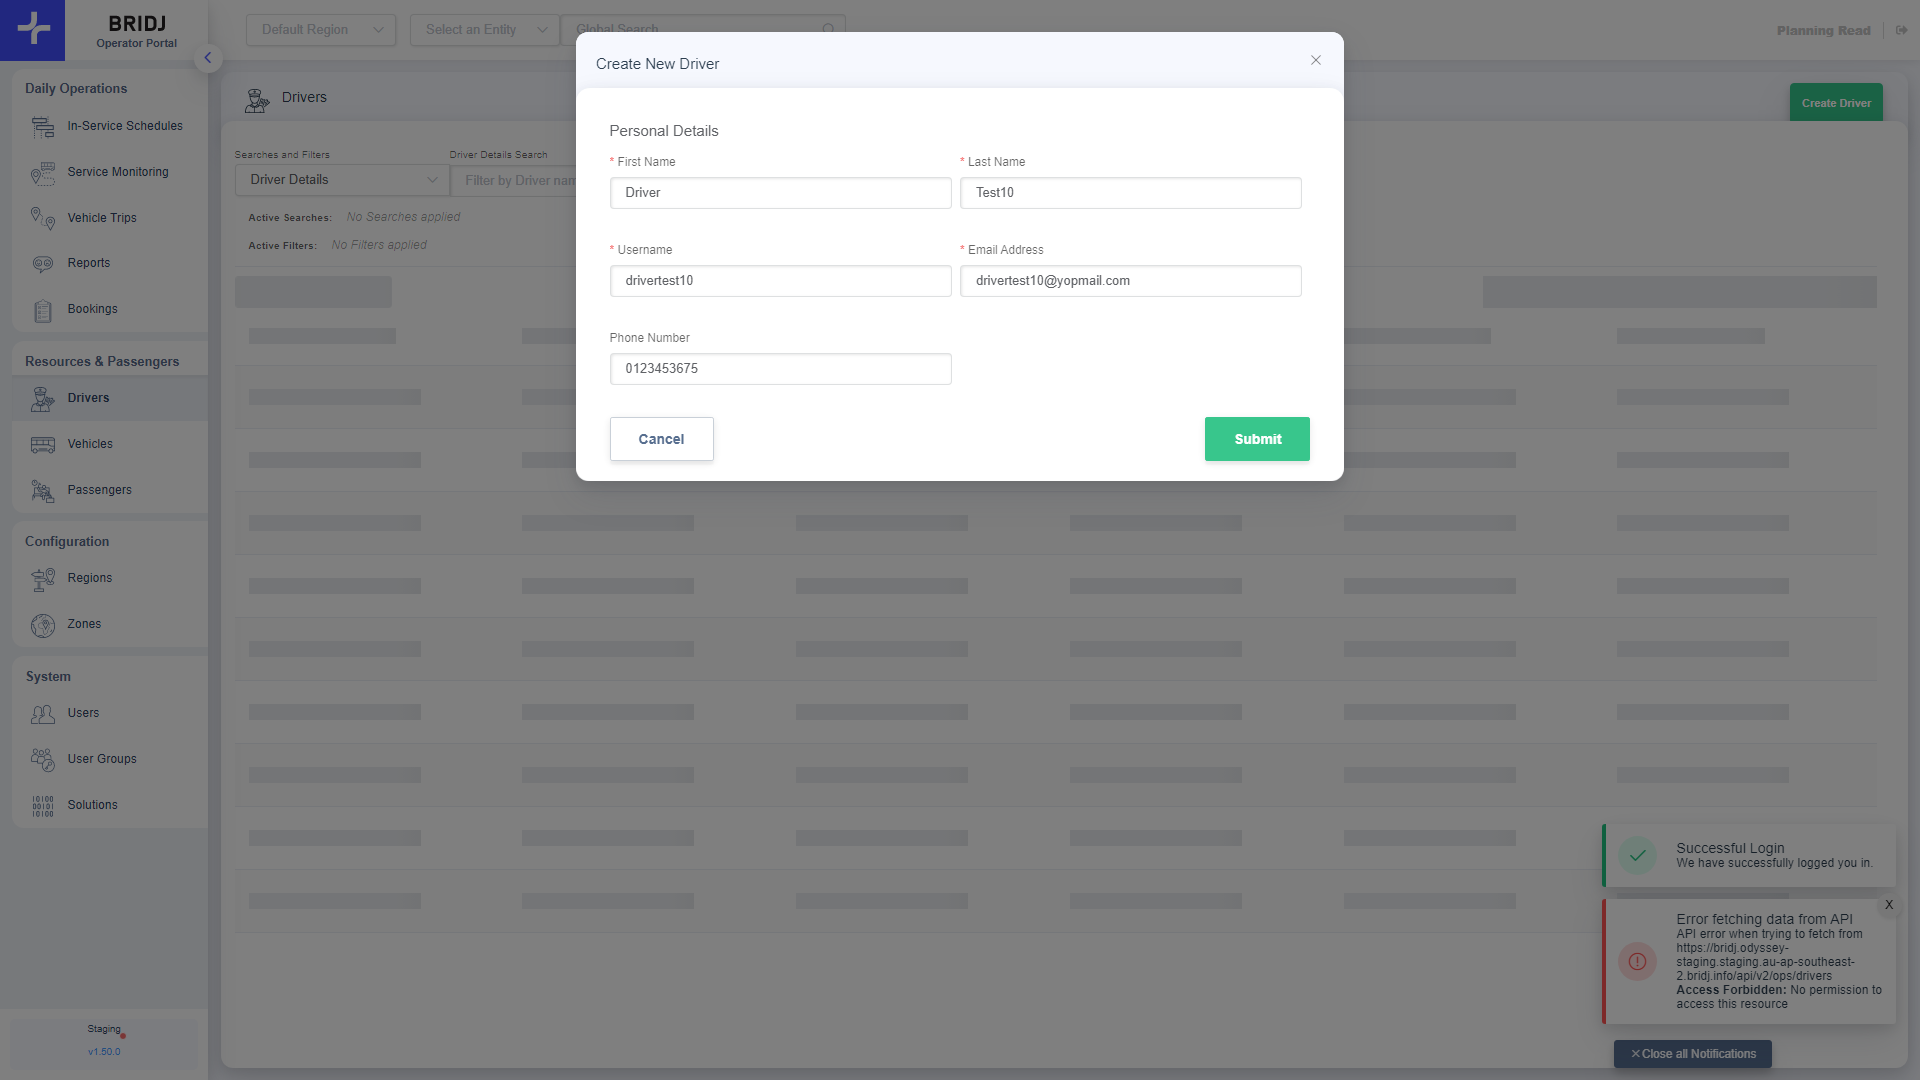 BRIDJ
Operator Portal
Default Region
Select an Entity
Global Search
Planning Read
Daily Operations
In-Service Schedules
Service Monitoring
Vehicle Trips
Reports
Bookings
Resources & Passengers
Drivers
Vehicles
Passengers
Configuration
Regions
Zones
System
Users
User Groups
Solutions
Staging
v1.50.0
Drivers
Create Driver
Searches and Filters
Driver Details
Driver Details Search
Filter by Driver nam
Active Searches: No Searches applied
Active Filters: No Filters applied
Create New Driver
Personal Details
* First Name
Driver
* Last Name
Test10
* Username
drivertest10
* Email Address
drivertest10@yopmail.com
Phone Number
0123453675
Cancel
Submit
Successful Login
We have successfully logged you in.
X
Error fetching data from API
API error when trying to fetch from
https://bridj.odyssey-
staging.staging.au-ap-southeast-
2.bridj.info/api/v2/ops/drivers
Access Forbidden: No permission to
access this resource
Close all Notifications